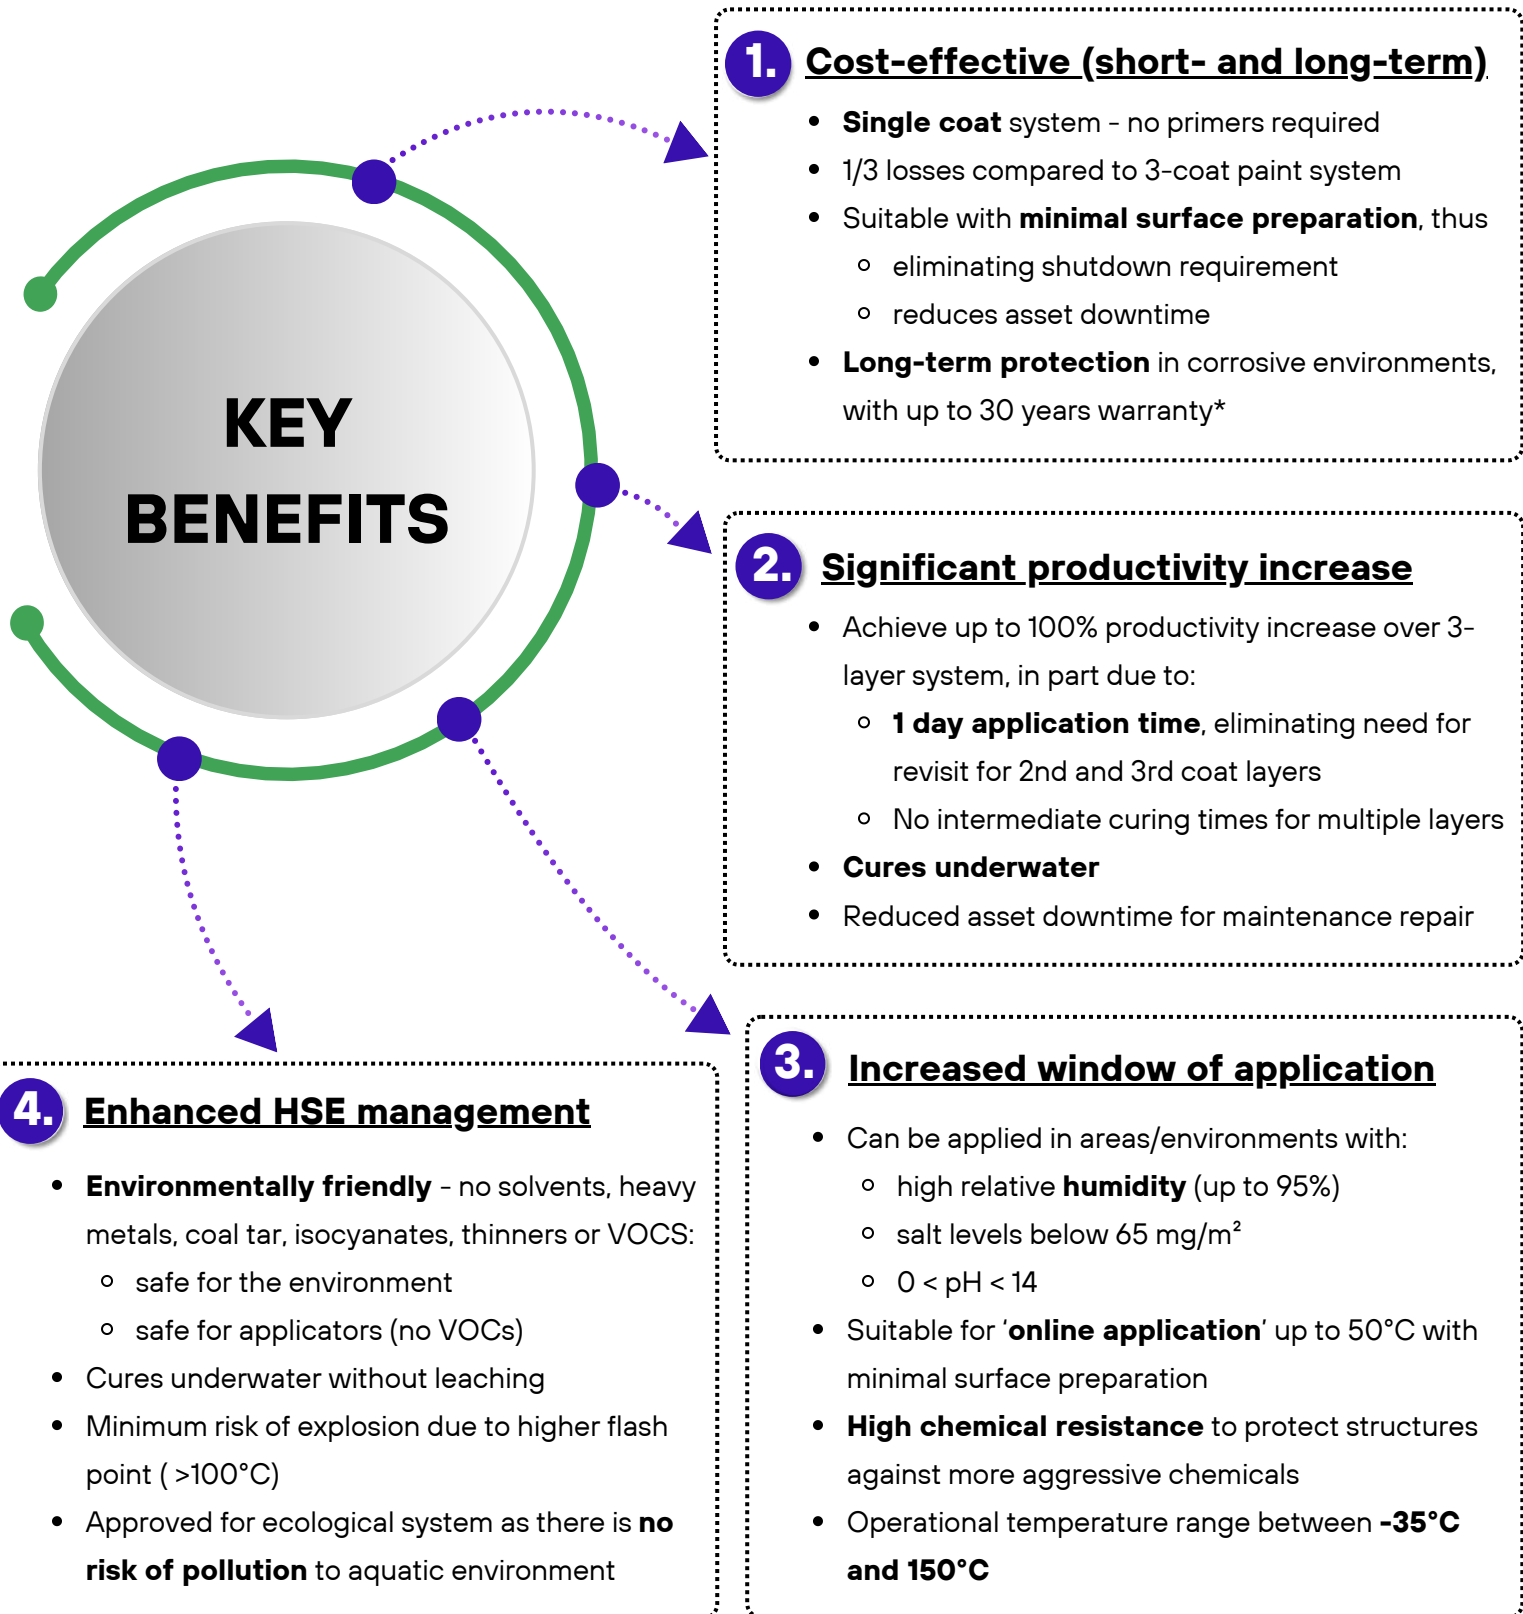 KEY
BENEFITS
1. Cost-effective (short- and long-term)
• Single coat system - no primers required
• 1/3 losses compared to 3-coat paint system
• Suitable with minimal surface preparation, thus
○ eliminating shutdown requirement
○ reduces asset downtime
• Long-term protection in corrosive environments,
with up to 30 years warranty*
2. Significant productivity increase
• Achieve up to 100% productivity increase over 3-
layer system, in part due to:
○ 1 day application time, eliminating need for
revisit for 2nd and 3rd coat layers
○ No intermediate curing times for multiple layers
• Cures underwater
• Reduced asset downtime for maintenance repair
3. Increased window of application
• Can be applied in areas/environments with:
○ high relative humidity (up to 95%)
○ salt levels below 65 mg/m²
○ 0 < pH < 14
• Suitable for ‘online application’ up to 50°C with
minimal surface preparation
• High chemical resistance to protect structures
against more aggressive chemicals
• Operational temperature range between -35°C
and 150°C
4. Enhanced HSE management
• Environmentally friendly - no solvents, heavy
metals, coal tar, isocyanates, thinners or VOCS:
○ safe for the environment
○ safe for applicators (no VOCs)
• Cures underwater without leaching
• Minimum risk of explosion due to higher flash
point ( >100°C)
• Approved for ecological system as there is no
risk of pollution to aquatic environment